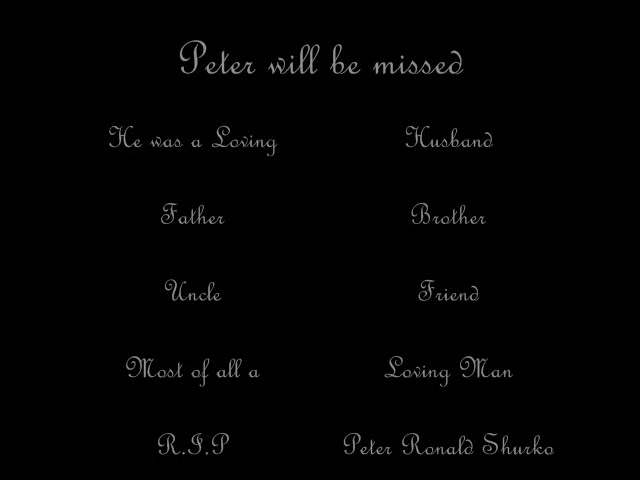 Peter will be missed
He was a Loving Husband
Father Brother
Uncle Friend
Most of all a Loving Man
R.I.P Peter Ronald Shurko